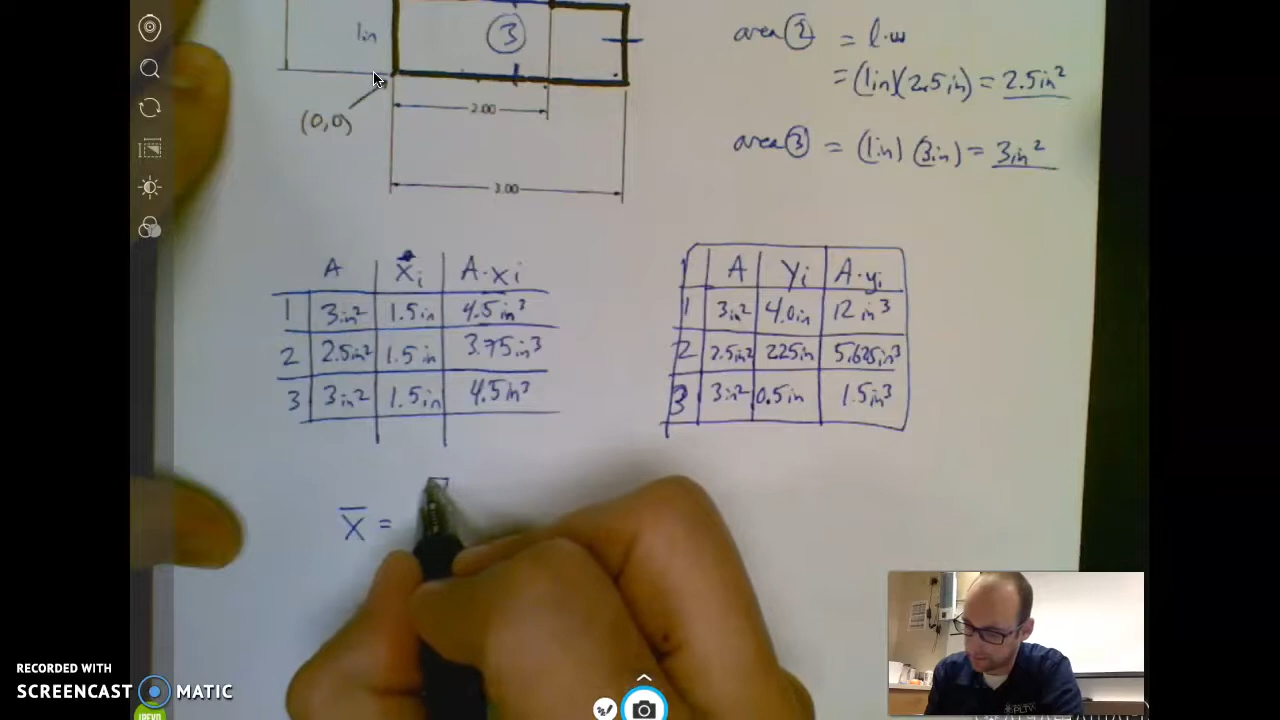 1in
3
(0,0)
2.00
3.00
area 2 = l·w
= (1in)(2.5in) = 2.5in²
area 3 = (1in) (3in) = 3in²
A x̄i A·xi
1 3in² 1.5in 4.5in³
2 2.5in² 1.5in 3.75in³
3 3in² 1.5in 4.5in³
A yi A·yi
1 3in² 4.0in 12in³
2 2.5in² 225in 5.625in³
3 3in² 0.5in 1.5in³
X̄ =
RECORDED WITH
SCREENCAST MATIC